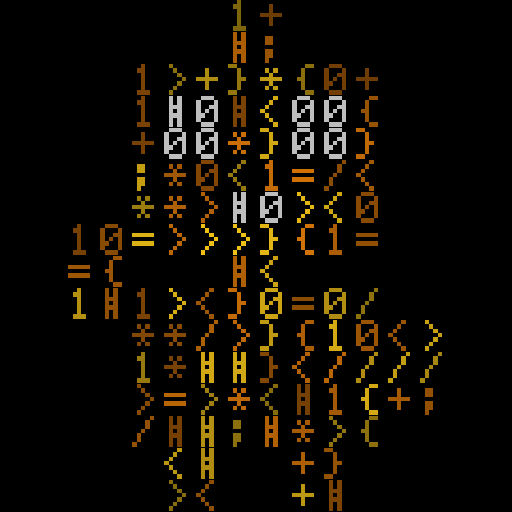 1 +
H ;
1 > + } * { 0 +
1 H 0 H < 0 0 {
+ 0 0 * } 0 0 }
; * 0 < 1 = / <
* * > H 0 > < 0
1 0 = > > > } { 1 =
= { H <
1 H 1 > < } 0 = 0 /
* * / > } { 1 0 < >
1 * H H } < / / / /
> = > * < H 1 { + ;
/ H H ; H * > {
< H + }
> < + H